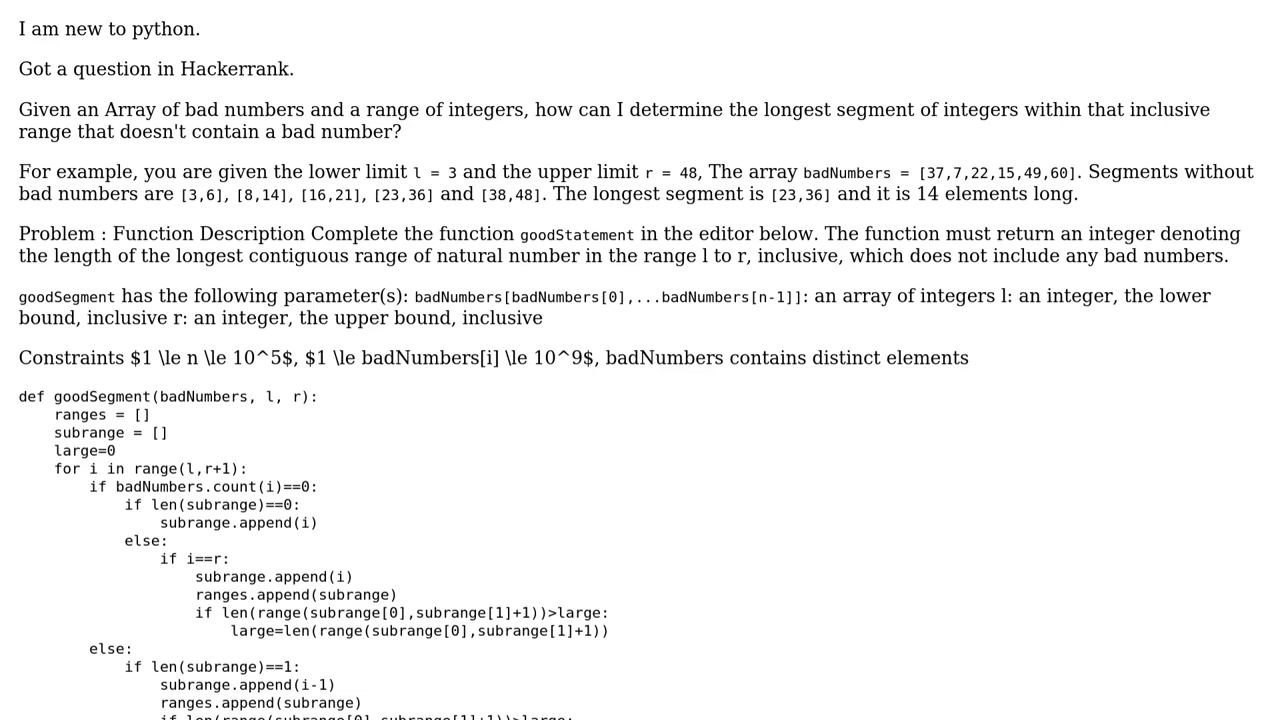 I am new to python.
Got a question in Hackerrank.
Given an Array of bad numbers and a range of integers, how can I determine the longest segment of integers within that inclusive
range that doesn't contain a bad number?
For example, you are given the lower limit l = 3 and the upper limit r = 48, The array badNumbers = [37,7,22,15,49,60]. Segments without
bad numbers are [3,6], [8,14], [16,21], [23,36] and [38,48]. The longest segment is [23,36] and it is 14 elements long.
Problem : Function Description Complete the function goodStatement in the editor below. The function must return an integer denoting
the length of the longest contiguous range of natural number in the range l to r, inclusive, which does not include any bad numbers.
goodSegment has the following parameter(s): badNumbers[badNumbers[0],...badNumbers[n-1]]: an array of integers l: an integer, the lower
bound, inclusive r: an integer, the upper bound, inclusive
Constraints $1 \le n \le 10^5$, $1 \le badNumbers[i] \le 10^9$, badNumbers contains distinct elements
def goodSegment(badNumbers, l, r):
    ranges = []
    subrange = []
    large=0
    for i in range(l,r+1):
        if badNumbers.count(i)==0:
            if len(subrange)==0:
                subrange.append(i)
            else:
                if i==r:
                    subrange.append(i)
                    ranges.append(subrange)
                    if len(range(subrange[0],subrange[1]+1))>large:
                        large=len(range(subrange[0],subrange[1]+1))
        else:
            if len(subrange)==1:
                subrange.append(i-1)
                ranges.append(subrange)
                if len(range(subrange[0],subrange[1]+1))>large: